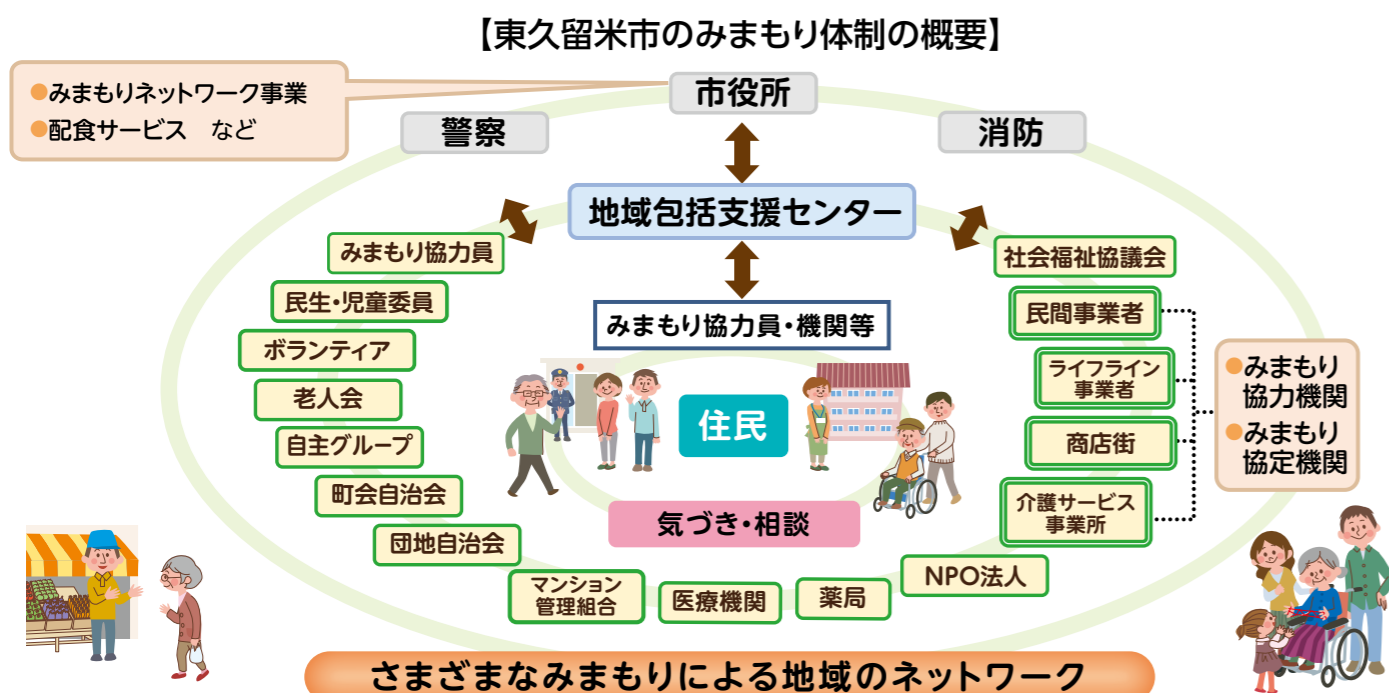 【東久留米市のみまもり体制の概要】
●みまもりネットワーク事業
●配食サービス　など
市役所
警察
消防
地域包括支援センター
みまもり協力員
民生・児童委員
ボランティア
老人会
自主グループ
町会自治会
団地自治会
マンション
管理組合
医療機関
薬局
NPO法人
社会福祉協議会
民間事業者
ライフライン
事業者
商店街
介護サービス
事業所
●みまもり
協力機関
●みまもり
協定機関
みまもり協力員・機関等
住民
気づき・相談
さまざまなみまもりによる地域のネットワーク